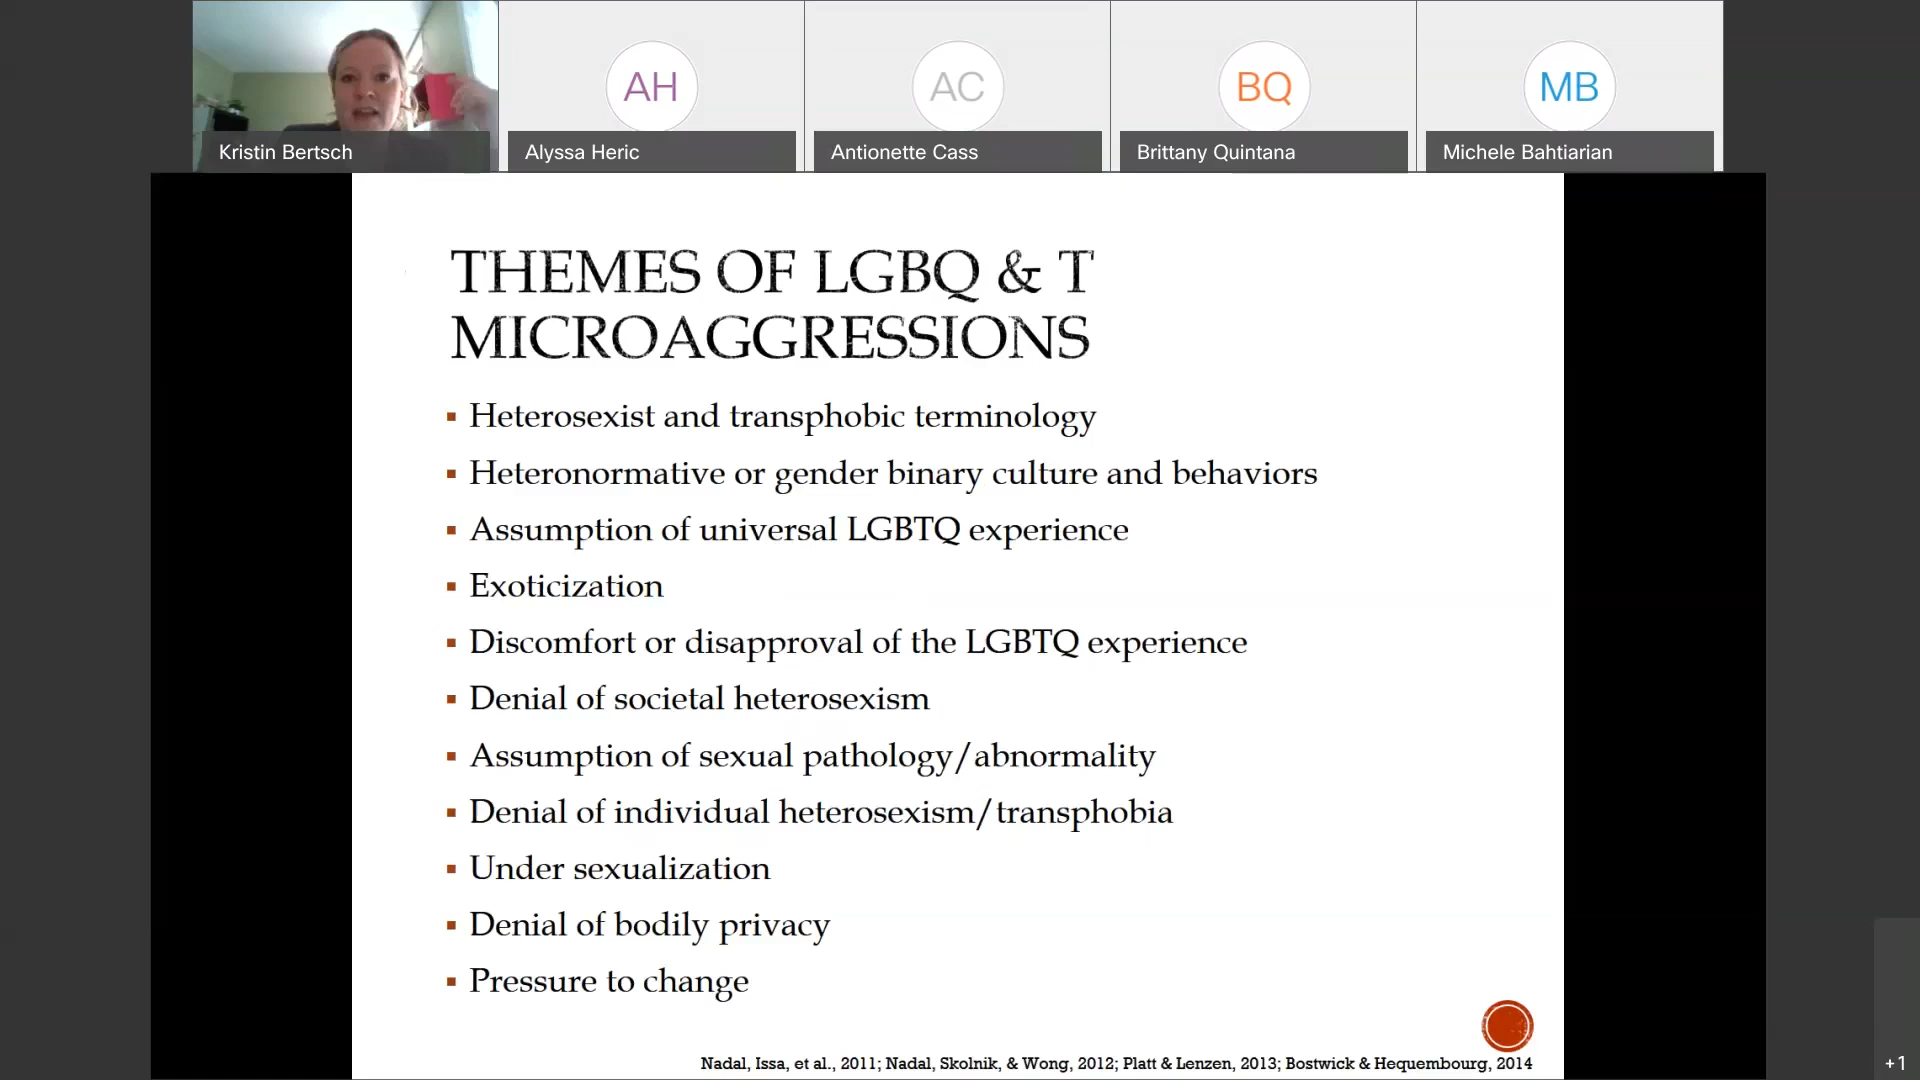 AH
AC
BQ
MB
Kristin Bertsch
Alyssa Heric
Antionette Cass
Brittany Quintana
Michele Bahtiarian
THEMES OF LGBQ & T
MICROAGGRESSIONS
Heterosexist and transphobic terminology
Heteronormative or gender binary culture and behaviors
Assumption of universal LGBTQ experience
Exoticization
Discomfort or disapproval of the LGBTQ experience
Denial of societal heterosexism
Assumption of sexual pathology/abnormality
Denial of individual heterosexism/transphobia
Under sexualization
Denial of bodily privacy
Pressure to change
Nadal, Issa, et al., 2011; Nadal, Skolnik, & Wong, 2012; Platt & Lenzen, 2013; Bostwick & Hequembourg, 2014
+1